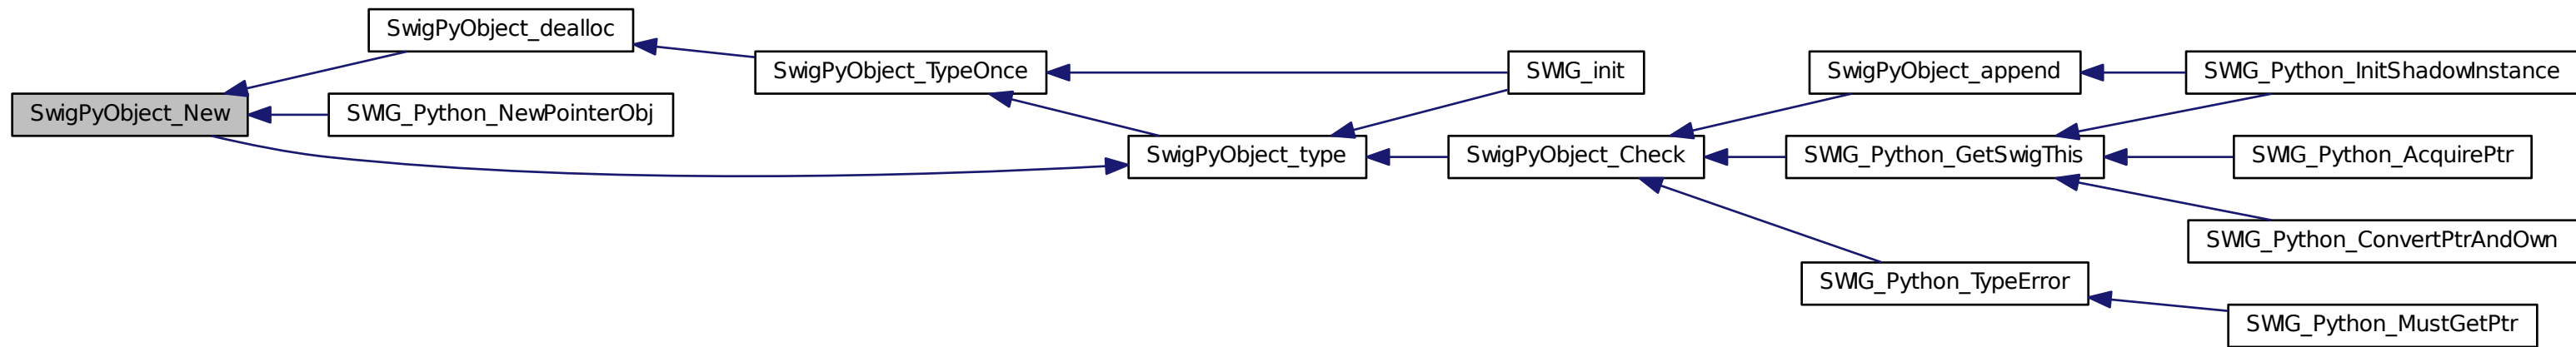 SwigPyObject_New
SwigPyObject_dealloc
SWIG_Python_NewPointerObj
SwigPyObject_TypeOnce
SwigPyObject_type
SWIG_init
SwigPyObject_Check
SwigPyObject_append
SWIG_Python_GetSwigThis
SWIG_Python_TypeError
SWIG_Python_InitShadowInstance
SWIG_Python_AcquirePtr
SWIG_Python_ConvertPtrAndOwn
SWIG_Python_MustGetPtr